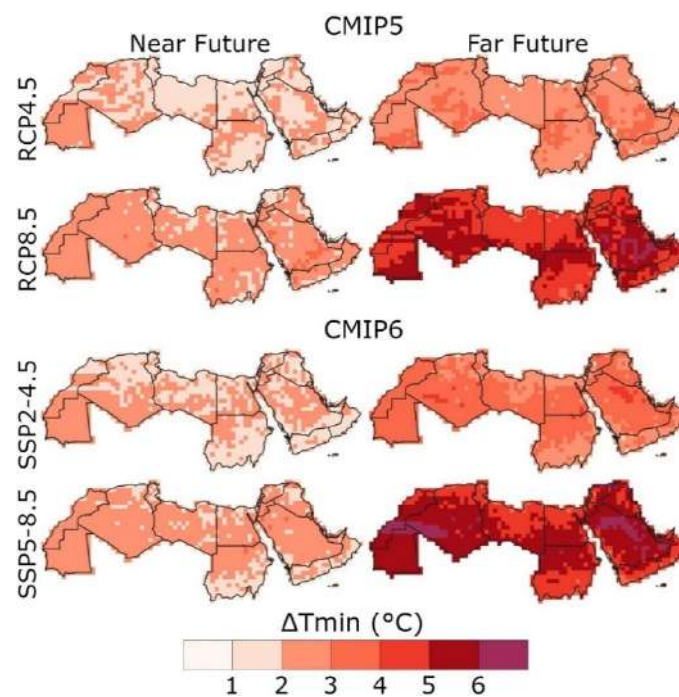 CMIP5
Near Future Far Future
RCP4.5
RCP8.5
CMIP6
SSP2-4.5
SSP5-8.5
ΔTmin (°C)
1 2 3 4 5 6